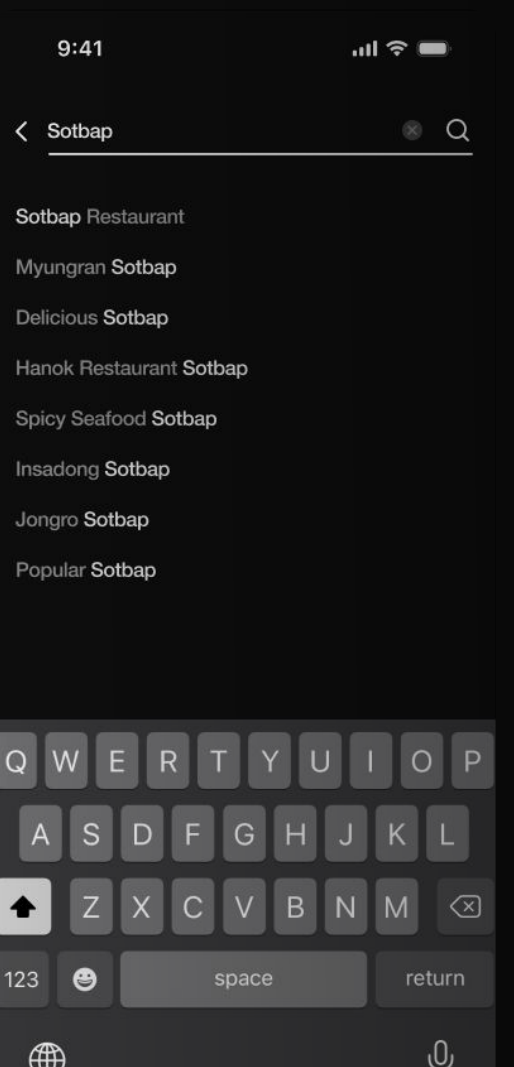 9:41
Sotbap
Sotbap Restaurant
Myungran Sotbap
Delicious Sotbap
Hanok Restaurant Sotbap
Spicy Seafood Sotbap
Insadong Sotbap
Jongro Sotbap
Popular Sotbap
Q W E R T Y U I O P
A S D F G H J K L
Z X C V B N M
123 space return